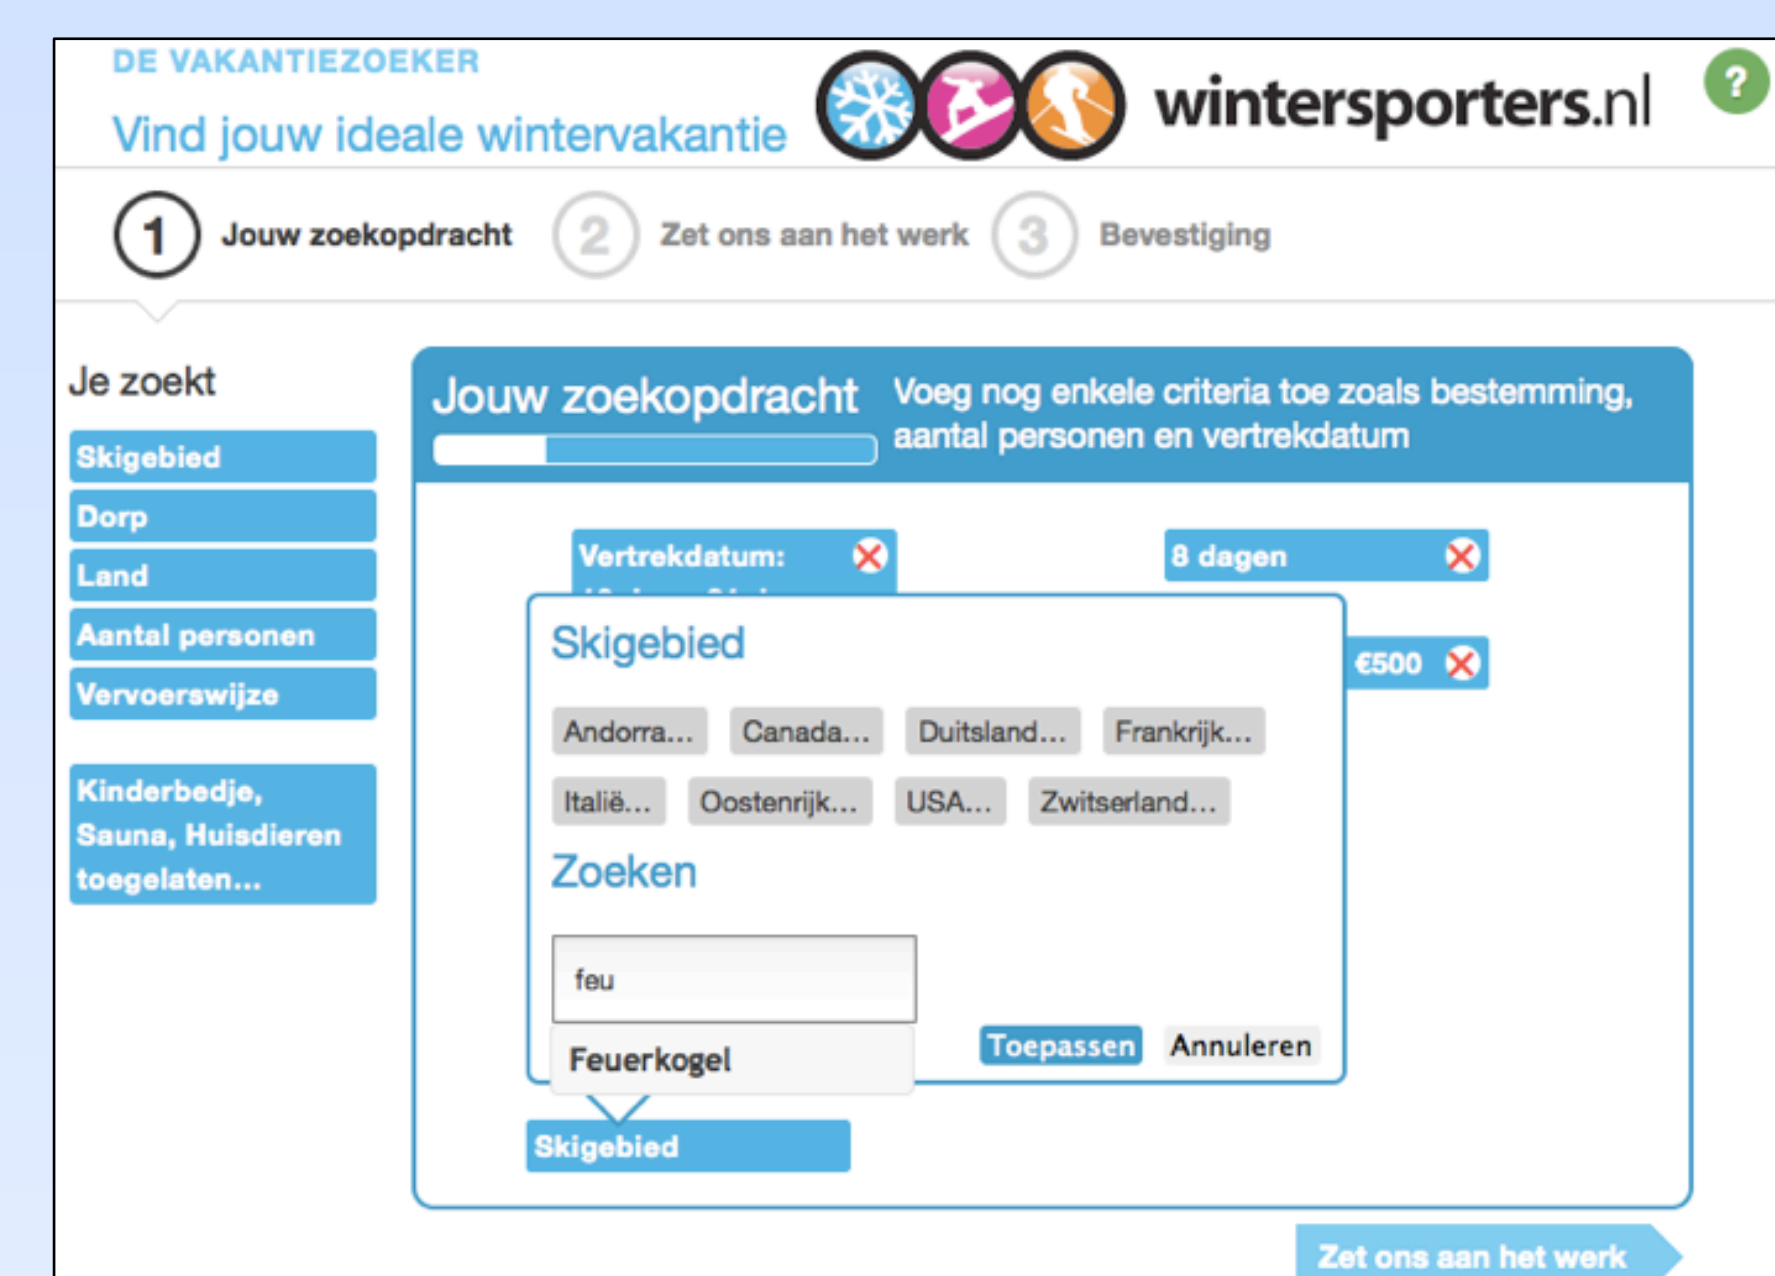 DE VAKANTIEZOEKER
Vind jouw ideale wintervakantie
wintersporters.nl
?
1 Jouw zoekopdracht 2 Zet ons aan het werk 3 Bevestiging
Je zoekt
Skigebied
Dorp
Land
Aantal personen
Vervoerswijze
Kinderbedje,
Sauna, Huisdieren
toegelaten...
Jouw zoekopdracht
Voeg nog enkele criteria toe zoals bestemming,
aantal personen en vertrekdatum
Vertrekdatum:
8 dagen
€500
Skigebied
Andorra... Canada... Duitsland... Frankrijk...
Italië... Oostenrijk... USA... Zwitserland...
Zoeken
feu
Feuerkogel
Toepassen Annuleren
Skigebied
Zet ons aan het werk